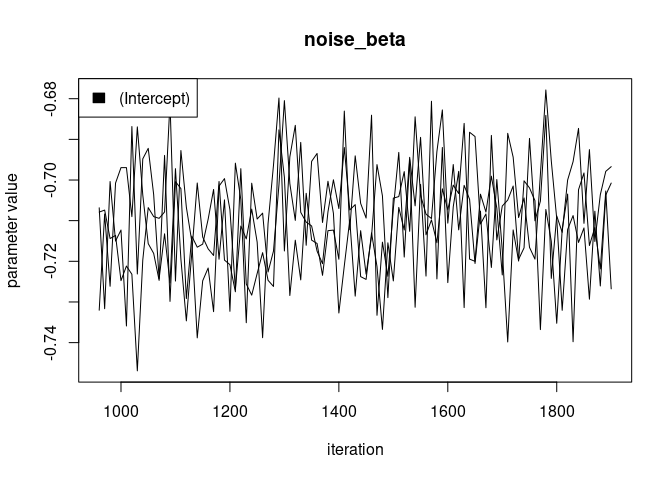 noise_beta
(Intercept)
parameter value
-0.68
-0.70
-0.72
-0.74
1000 1200 1400 1600 1800
iteration